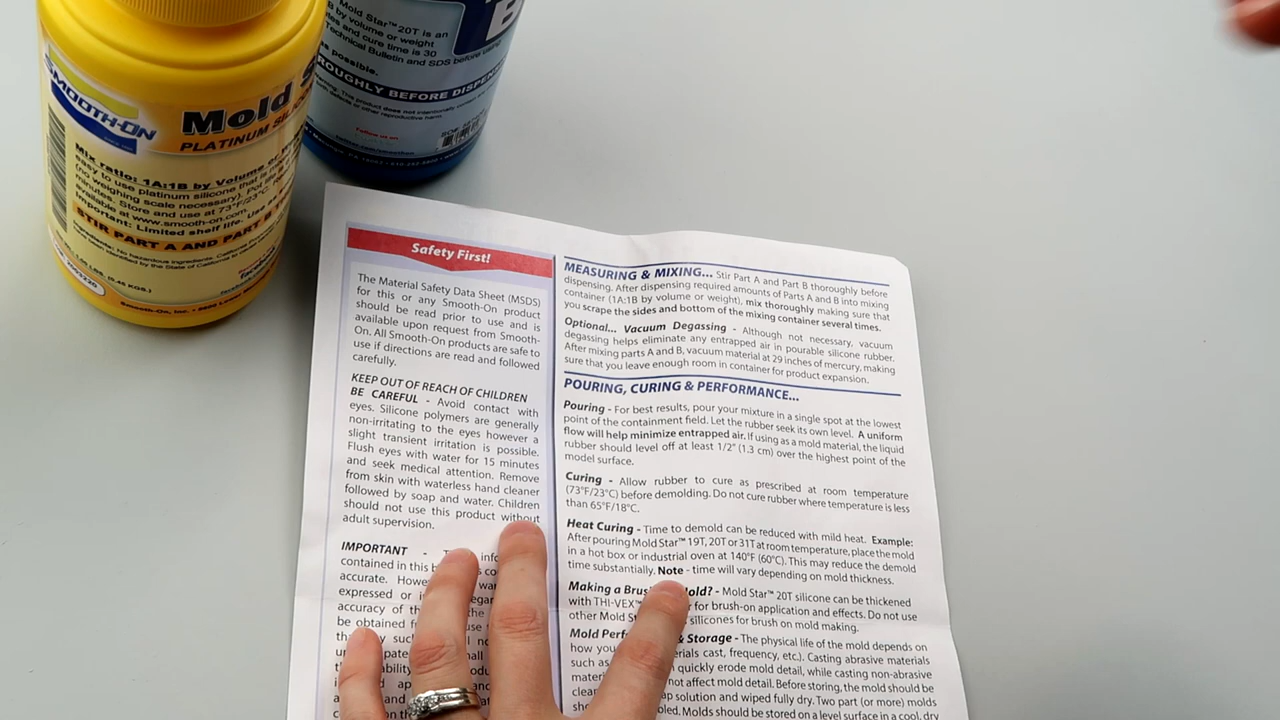 SMOOTH-ON
Mold
PLATINUM
Mix ratio: 1A:1B by Volume or
easy to use platinum silicone that is
(no weighing scale necessary). Pot
minutes. Store and use at 73°F/23°C.
available at www.smooth-on.com
Important: Limited shelf life. Use as
STIR PART A AND PART B
Mold Star™ 20T is an
B by volume or weight
and cure time is 30
Technical Bulletin and SDS before using
as possible.
ROUGHLY BEFORE
Follow us on
B
Safety First!
The Material Safety Data Sheet (MSDS)
for this or any Smooth-On product
should be read prior to use and is
available upon request from Smooth-
On. All Smooth-On products are safe to
use if directions are read and followed
carefully.
KEEP OUT OF REACH OF CHILDREN
BE CAREFUL - Avoid contact with
eyes. Silicone polymers are generally
non-irritating to the eyes however a
slight transient irritation is possible.
Flush eyes with water for 15 minutes
and seek medical attention. Remove
from skin with waterless hand cleaner
followed by soap and water. Children
should not use this product without
adult supervision.
IMPORTANT -
contained in this
accurate.
expressed or
accuracy of
be obtained
MEASURING & MIXING... Stir Part A and Part B thoroughly before
dispensing. After dispensing required amounts of Parts A and B into mixing
container (1A:1B by volume or weight), mix thoroughly making sure that
you scrape the sides and bottom of the mixing container several times.
Optional... Vacuum Degassing - Although not necessary, vacuum
degassing helps eliminate any entrapped air in pourable silicone rubber.
After mixing parts A and B, vacuum material at 29 inches of mercury, making
sure that you leave enough room in container for product expansion.
POURING, CURING & PERFORMANCE...
Pouring - For best results, pour your mixture in a single spot at the lowest
point of the containment field. Let the rubber seek its own level. A uniform
flow will help minimize entrapped air. If using as a mold material, the liquid
rubber should level off at least 1/2" (1.3 cm) over the highest point of the
model surface.
Curing - Allow rubber to cure as prescribed at room temperature
(73°F/23°C) before demolding. Do not cure rubber where temperature is less
than 65°F/18°C.
Heat Curing - Time to demold can be reduced with mild heat. Example:
After pouring Mold Star™ 19T, 20T or 31T at room temperature, place the mold
in a hot box or industrial oven at 140°F (60°C). This may reduce the demold
time substantially. Note - time will vary depending on mold thickness.
Making a Mold? - Mold Star™ 20T silicone can be thickened
with THI-VEX™ for brush-on application and effects. Do not use
other Mold silicones for brush on mold making.
Mold & Storage - The physical life of the mold depends on
how you materials cast, frequency, etc.). Casting abrasive materials
such as quickly erode mold detail, while casting non-abrasive
not affect mold detail. Before storing, the mold should be
solution and wiped fully dry. Two part (or more) molds
Molds should be stored on a level surface in a cool, dry